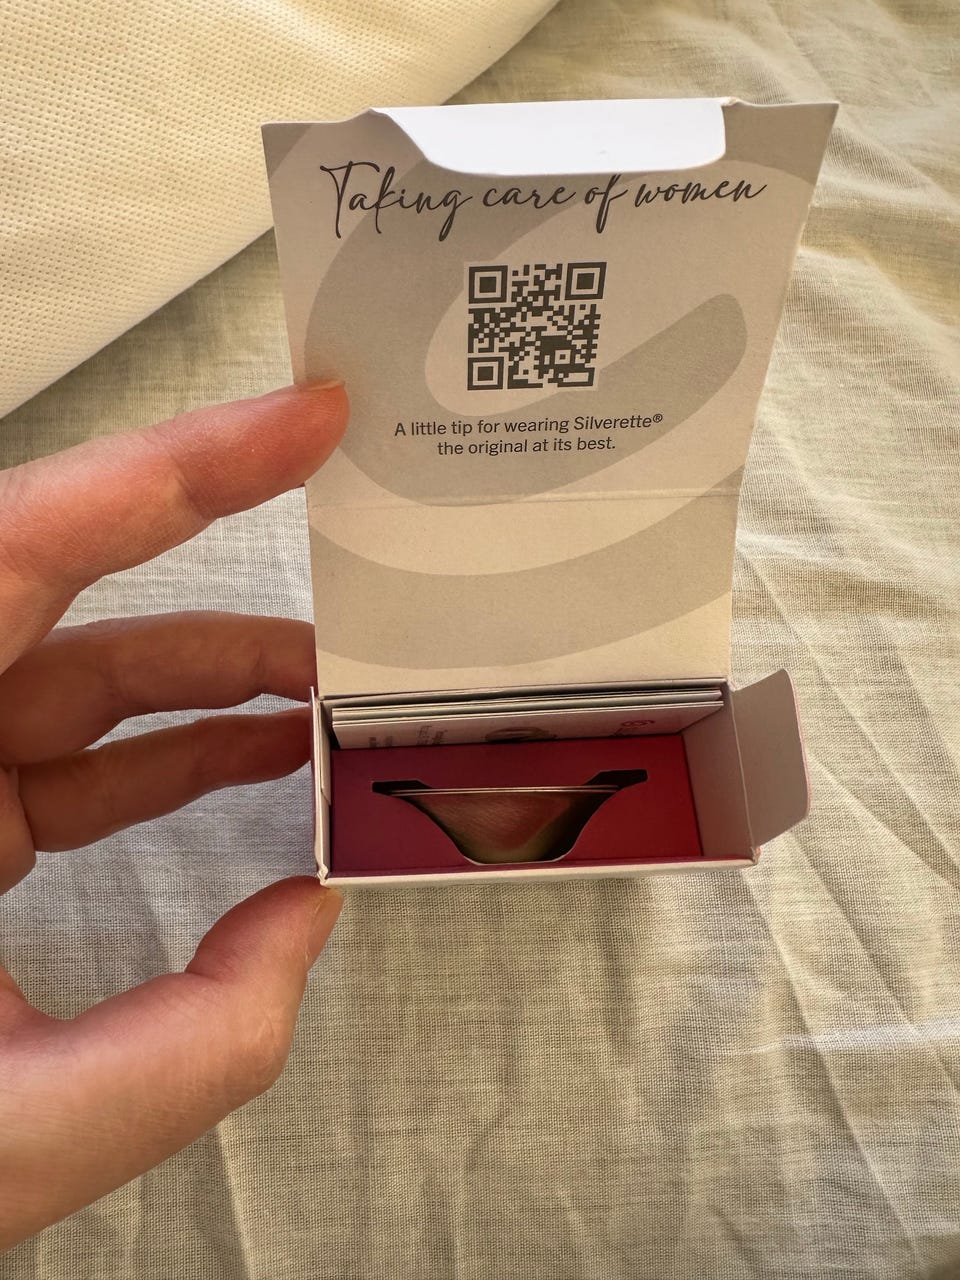 Taking care of women
A little tip for wearing Silverette®
the original at its best.